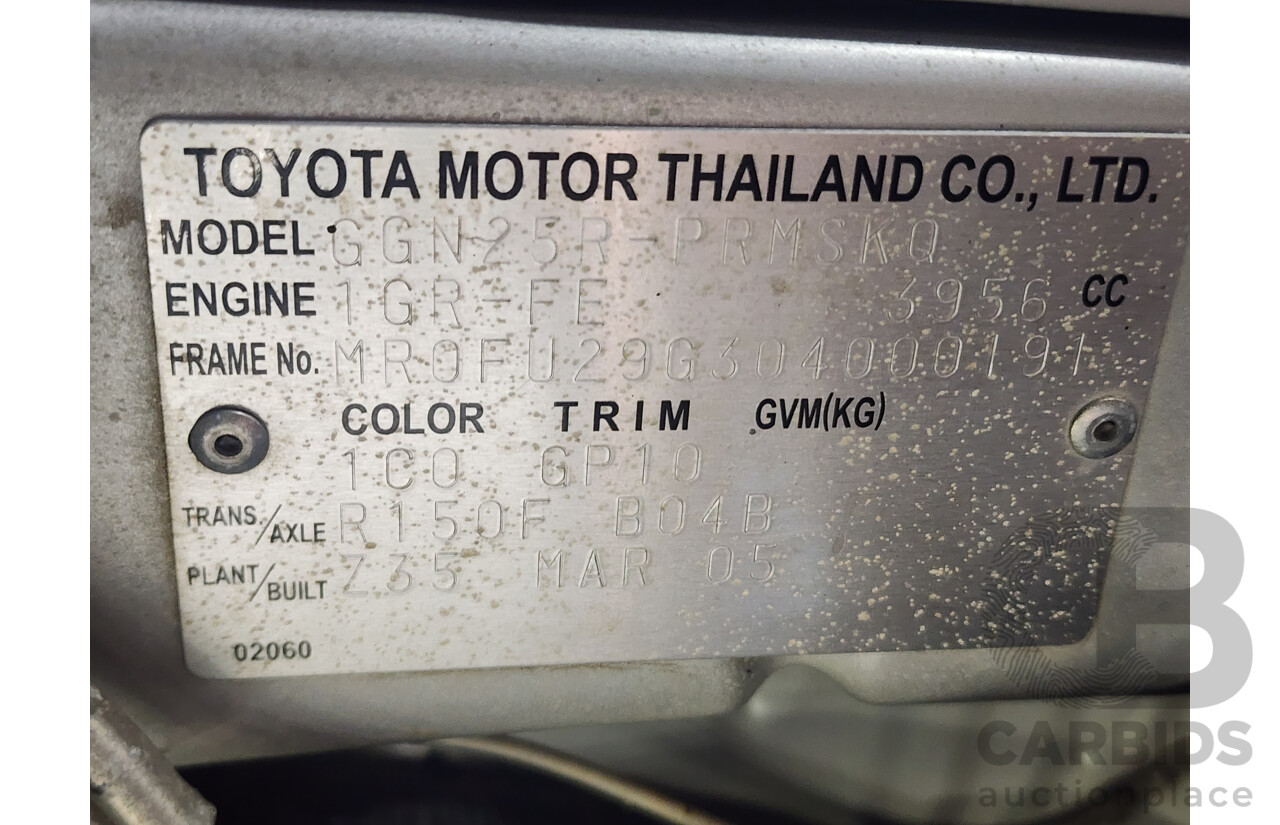 TOYOTA MOTOR THAILAND CO., LTD.
MODEL GGN25R-PRMSKQ
ENGINE 1GR-FE 3956 CC
FRAME No. MR0FU29G304000191
COLOR TRIM GVM(KG)
1C0 GP10
TRANS./AXLE R150F B04B
PLANT/BUILT Z35 MAR 05
02060
CB
CARBIDS
auctionplace